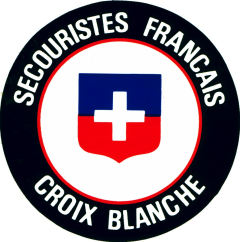 SECOURISTES FRANCAIS
CROIX BLANCHE